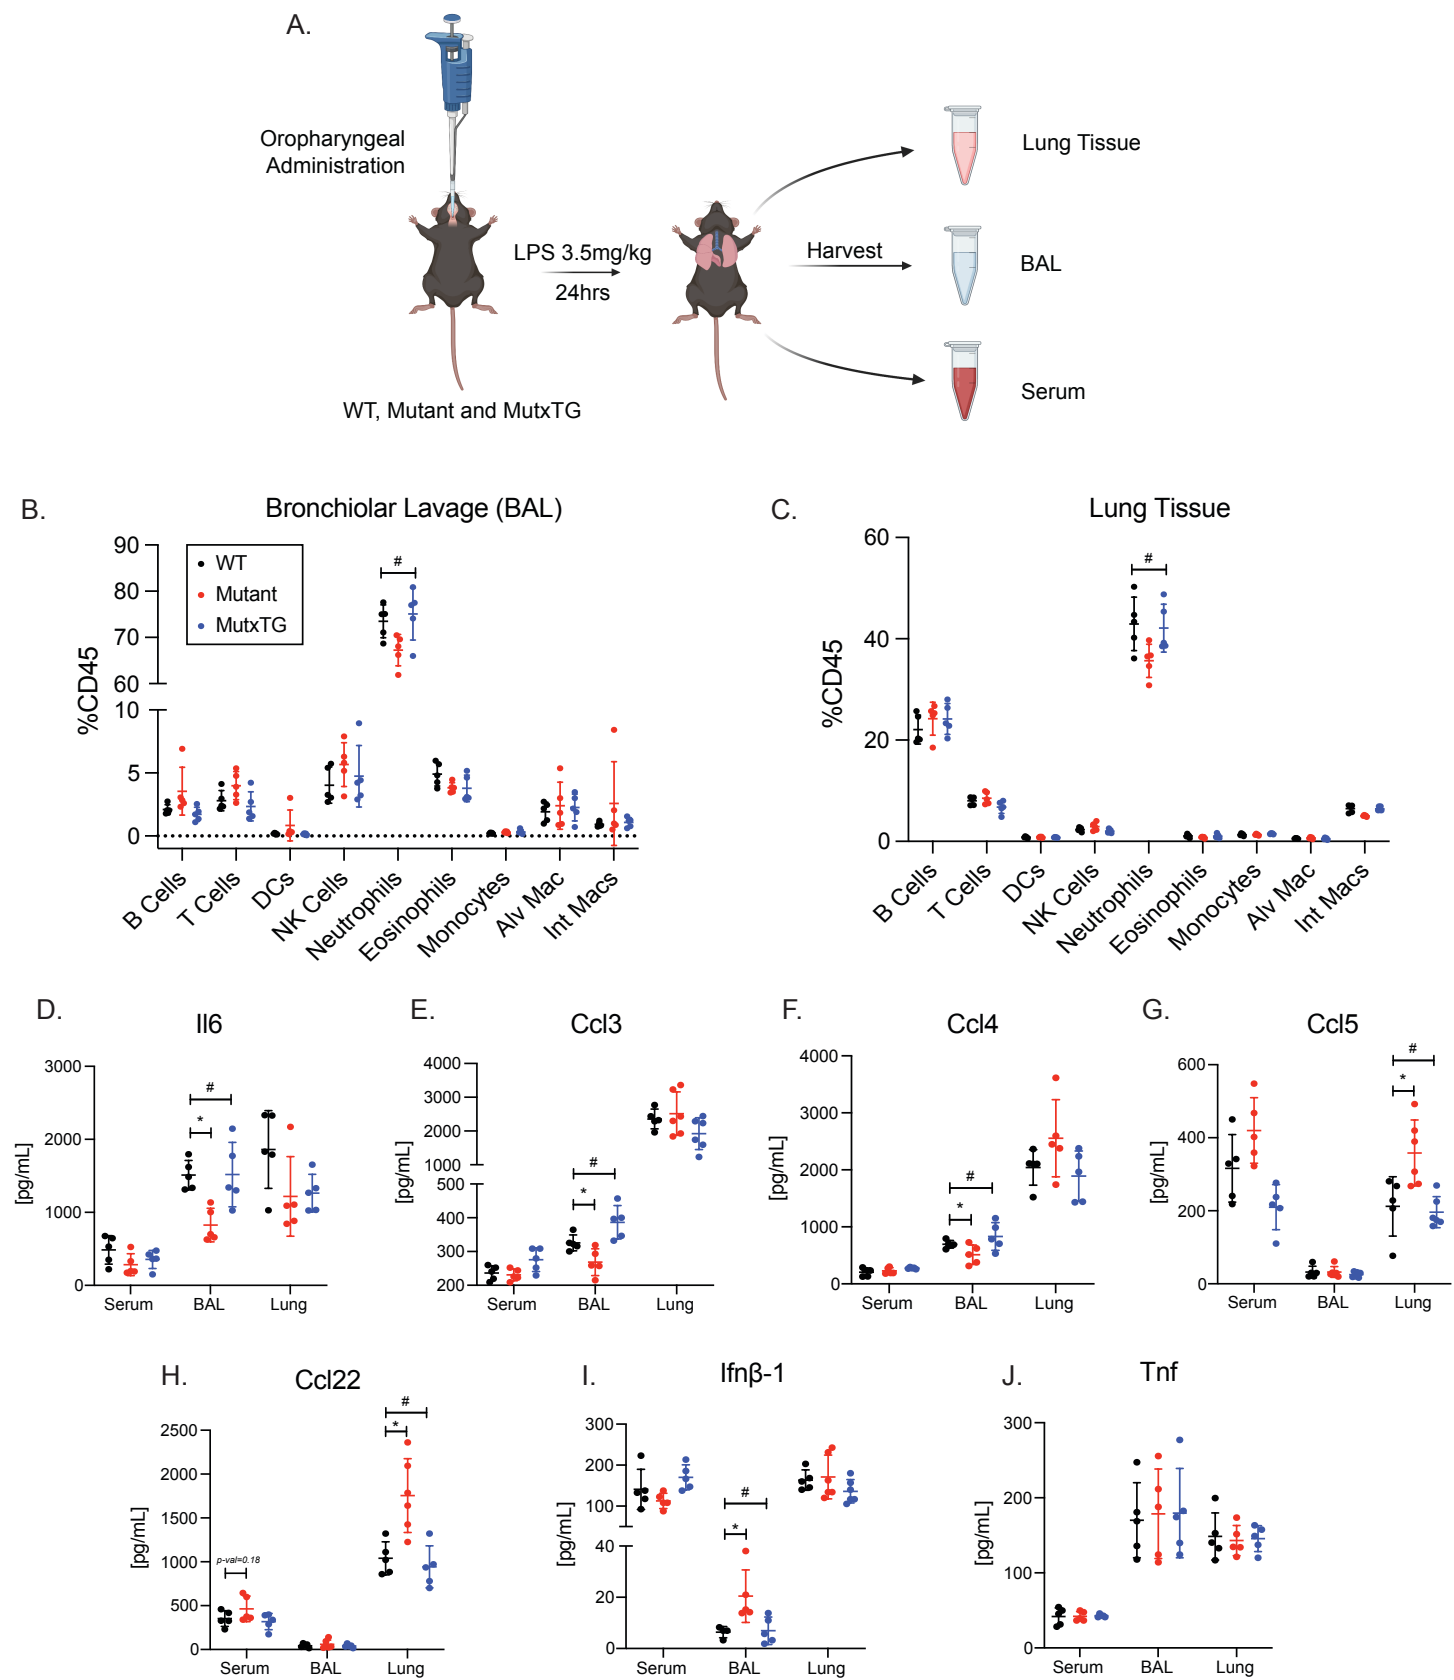 A.
Oropharyngeal
Administration
LPS 3.5mg/kg
24hrs
Harvest
Lung Tissue
BAL
Serum
WT, Mutant and MutxTG
B.
Bronchiolar Lavage (BAL)
%CD45
90
80
70
60
10
5
0
WT
Mutant
MutxTG
#
B Cells
T Cells
DCs
NK Cells
Neutrophils
Eosinophils
Monocytes
Alv Mac
Int Macs
C.
Lung Tissue
%CD45
60
40
20
0
#
B Cells
T Cells
DCs
NK Cells
Neutrophils
Eosinophils
Monocytes
Alv Mac
Int Macs
D.
Il6
[pg/mL]
3000
2000
1000
0
#
*
Serum
BAL
Lung
E.
Ccl3
[pg/mL]
4000
3000
2000
1000
500
400
300
200
#
*
Serum
BAL
Lung
F.
Ccl4
[pg/mL]
4000
3000
2000
1000
0
#
*
Serum
BAL
Lung
G.
Ccl5
[pg/mL]
600
400
200
0
#
*
Serum
BAL
Lung
H.
Ccl22
[pg/mL]
2500
2000
1500
1000
500
0
p-val=0.18
#
*
Serum
BAL
Lung
I.
Ifnβ-1
[pg/mL]
300
200
100
40
20
0
#
*
Serum
BAL
Lung
J.
Tnf
[pg/mL]
300
200
100
0
Serum
BAL
Lung